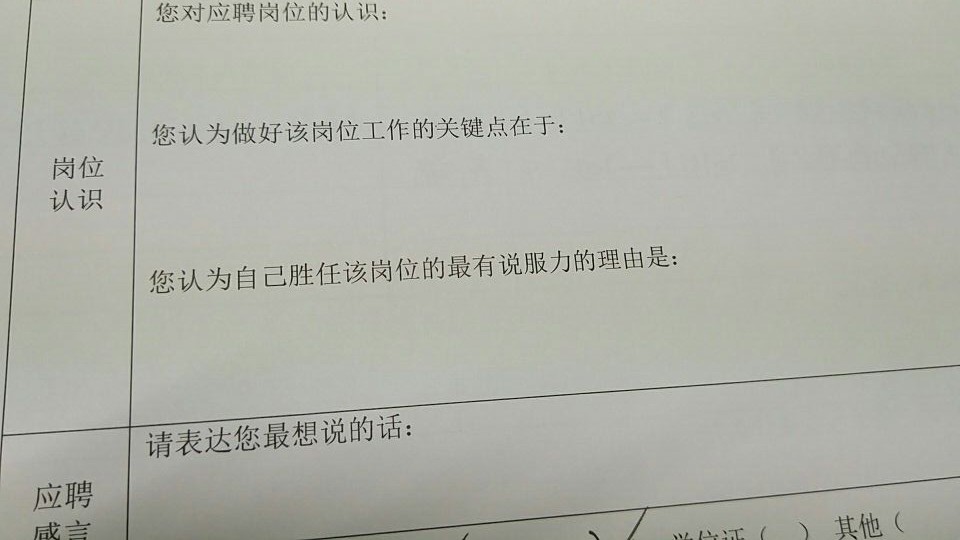 您对应聘岗位的认识：
您认为做好该岗位工作的关键点在于：
岗位
认识
您认为自己胜任该岗位的最有说服力的理由是：
请表达您最想说的话：
应聘
感言
学位证（ ） 其他（